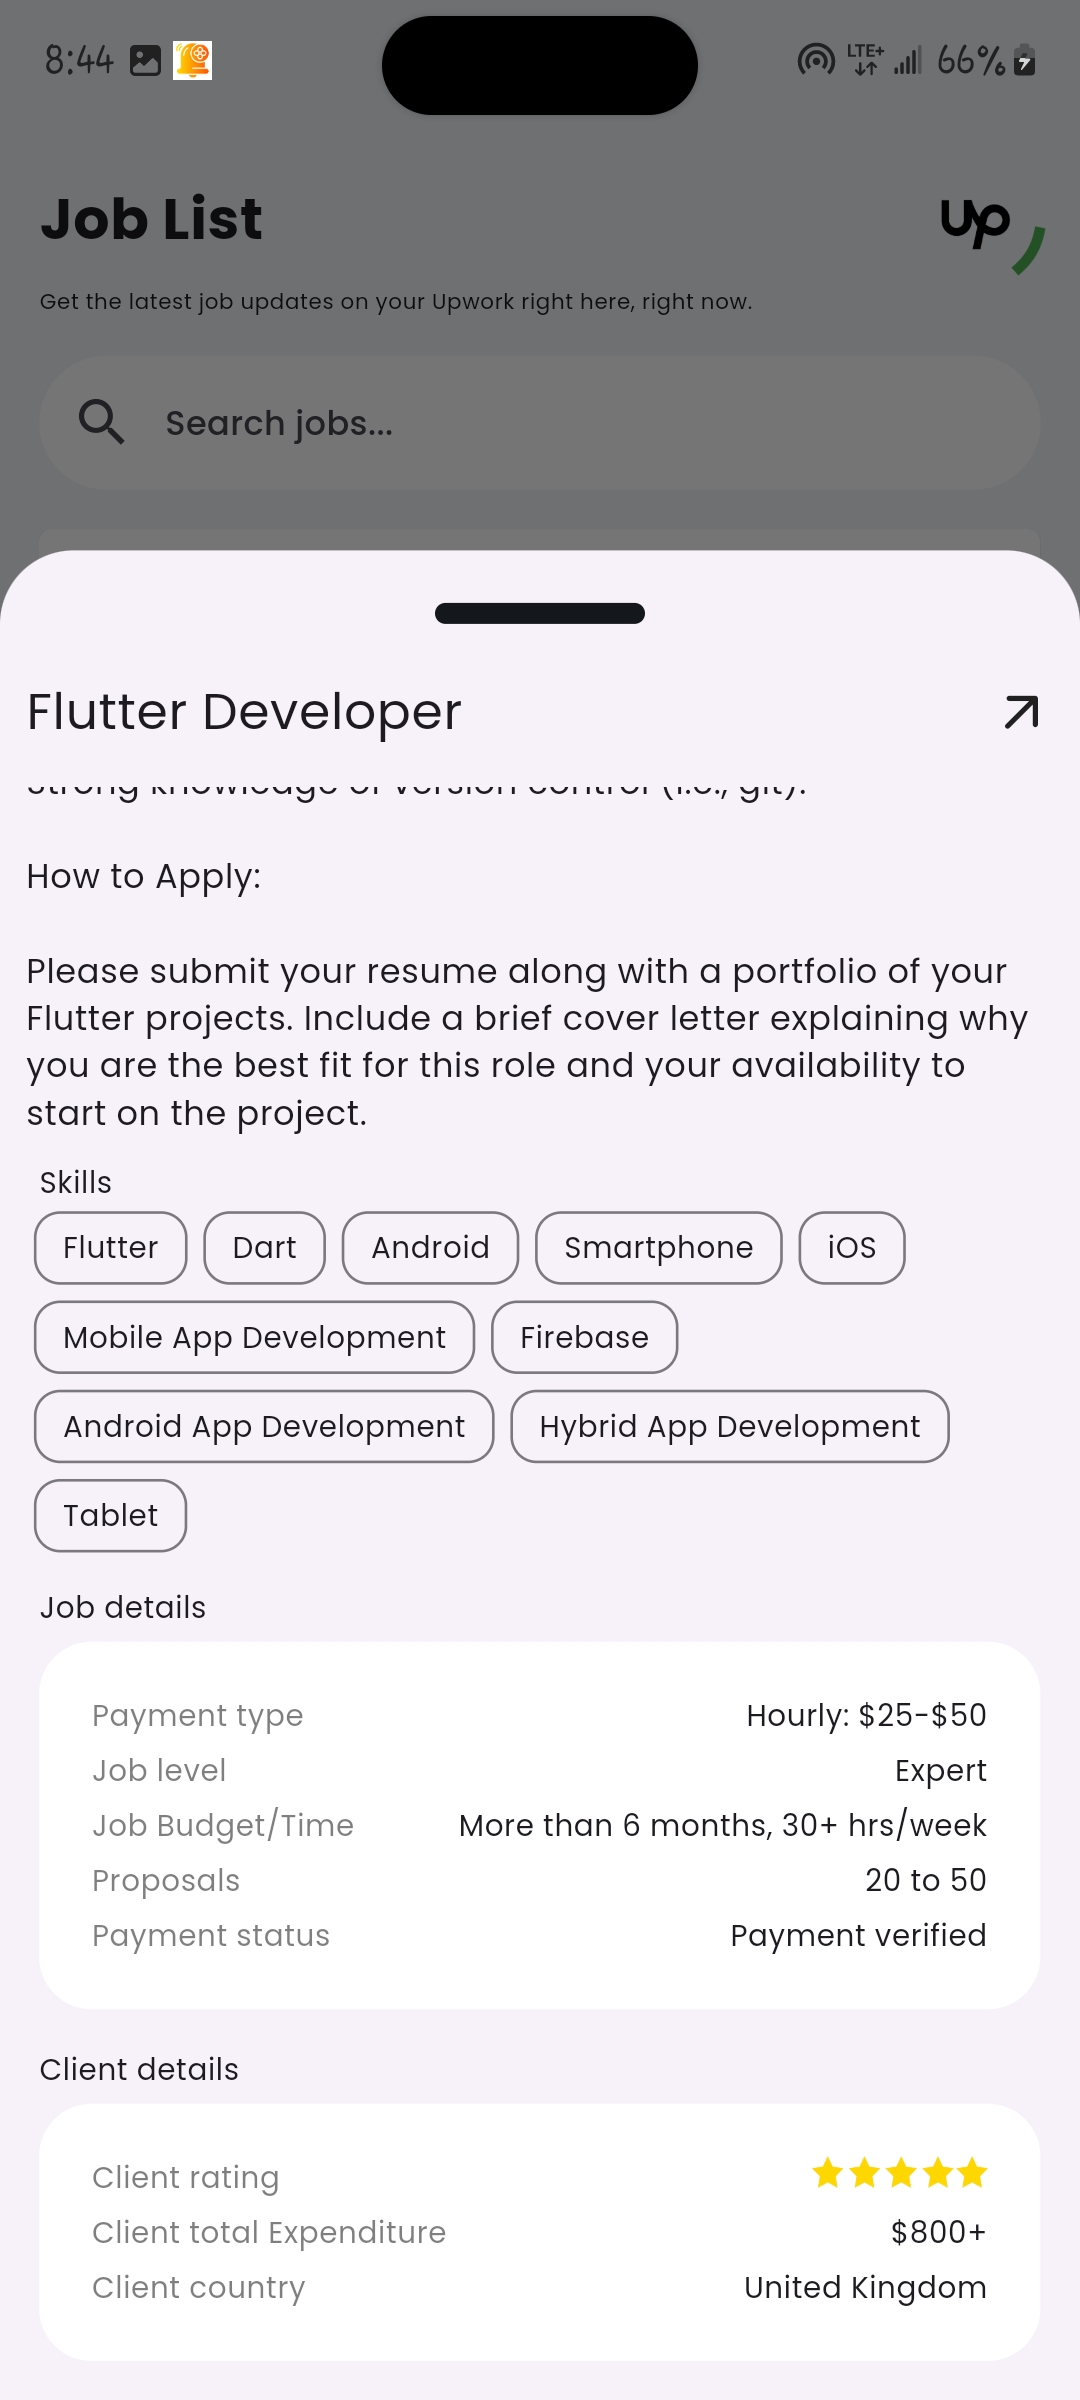 8:44
LTE+
66%
Job List
up
Get the latest job updates on your Upwork right here, right now.
Search jobs...
Flutter Developer
Strong knowledge of version control (i.e., git).
How to Apply:
Please submit your resume along with a portfolio of your
Flutter projects. Include a brief cover letter explaining why
you are the best fit for this role and your availability to
start on the project.
Skills
Flutter Dart Android Smartphone iOS
Mobile App Development Firebase
Android App Development Hybrid App Development
Tablet
Job details
Payment type Hourly: $25-$50
Job level Expert
Job Budget/Time More than 6 months, 30+ hrs/week
Proposals 20 to 50
Payment status Payment verified
Client details
Client rating
Client total Expenditure $800+
Client country United Kingdom